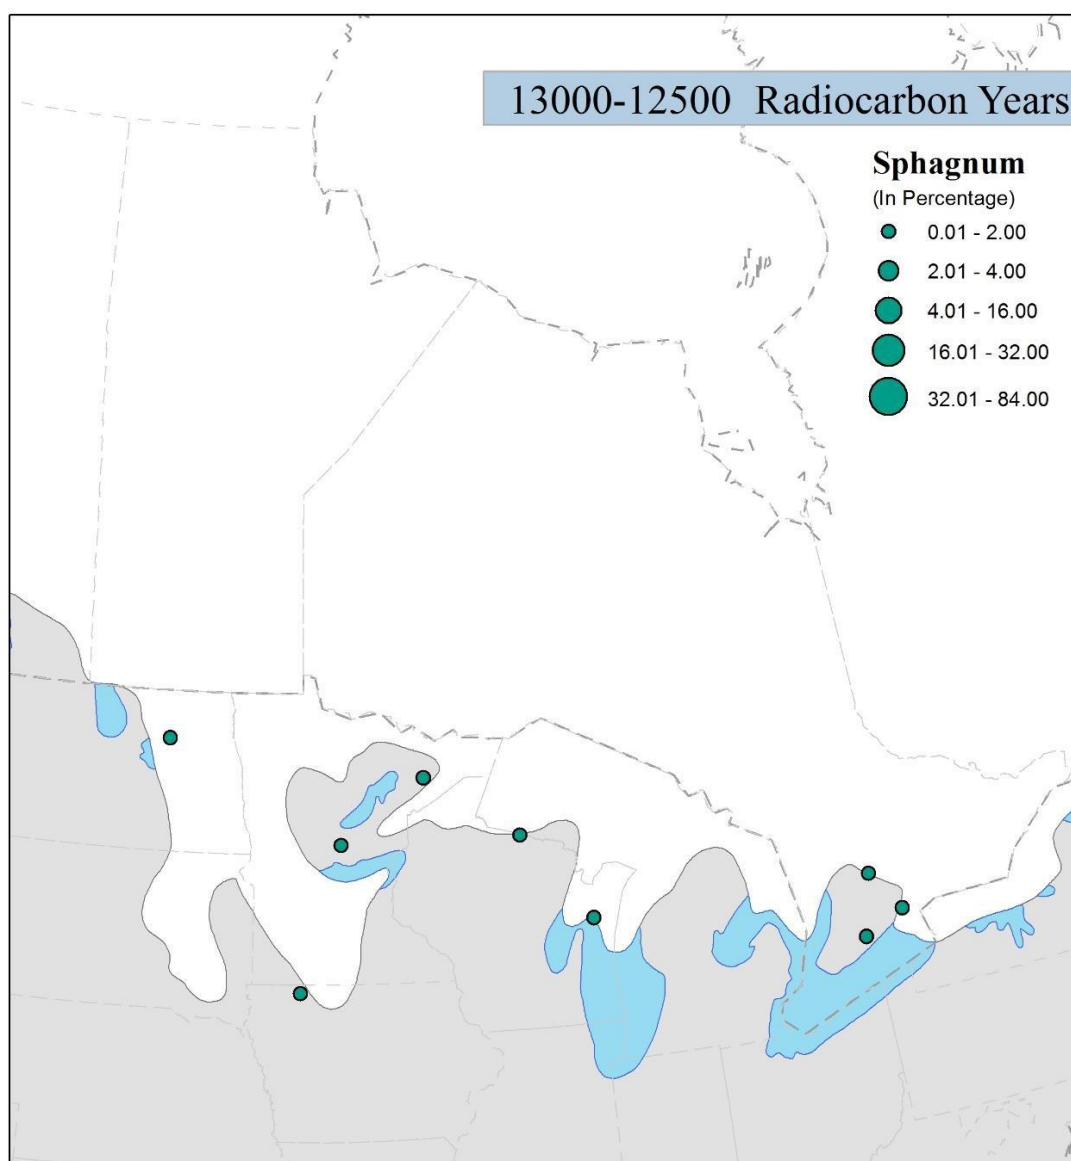 13000-12500 Radiocarbon Years
Sphagnum
(In Percentage)
0.01 - 2.00
2.01 - 4.00
4.01 - 16.00
16.01 - 32.00
32.01 - 84.00